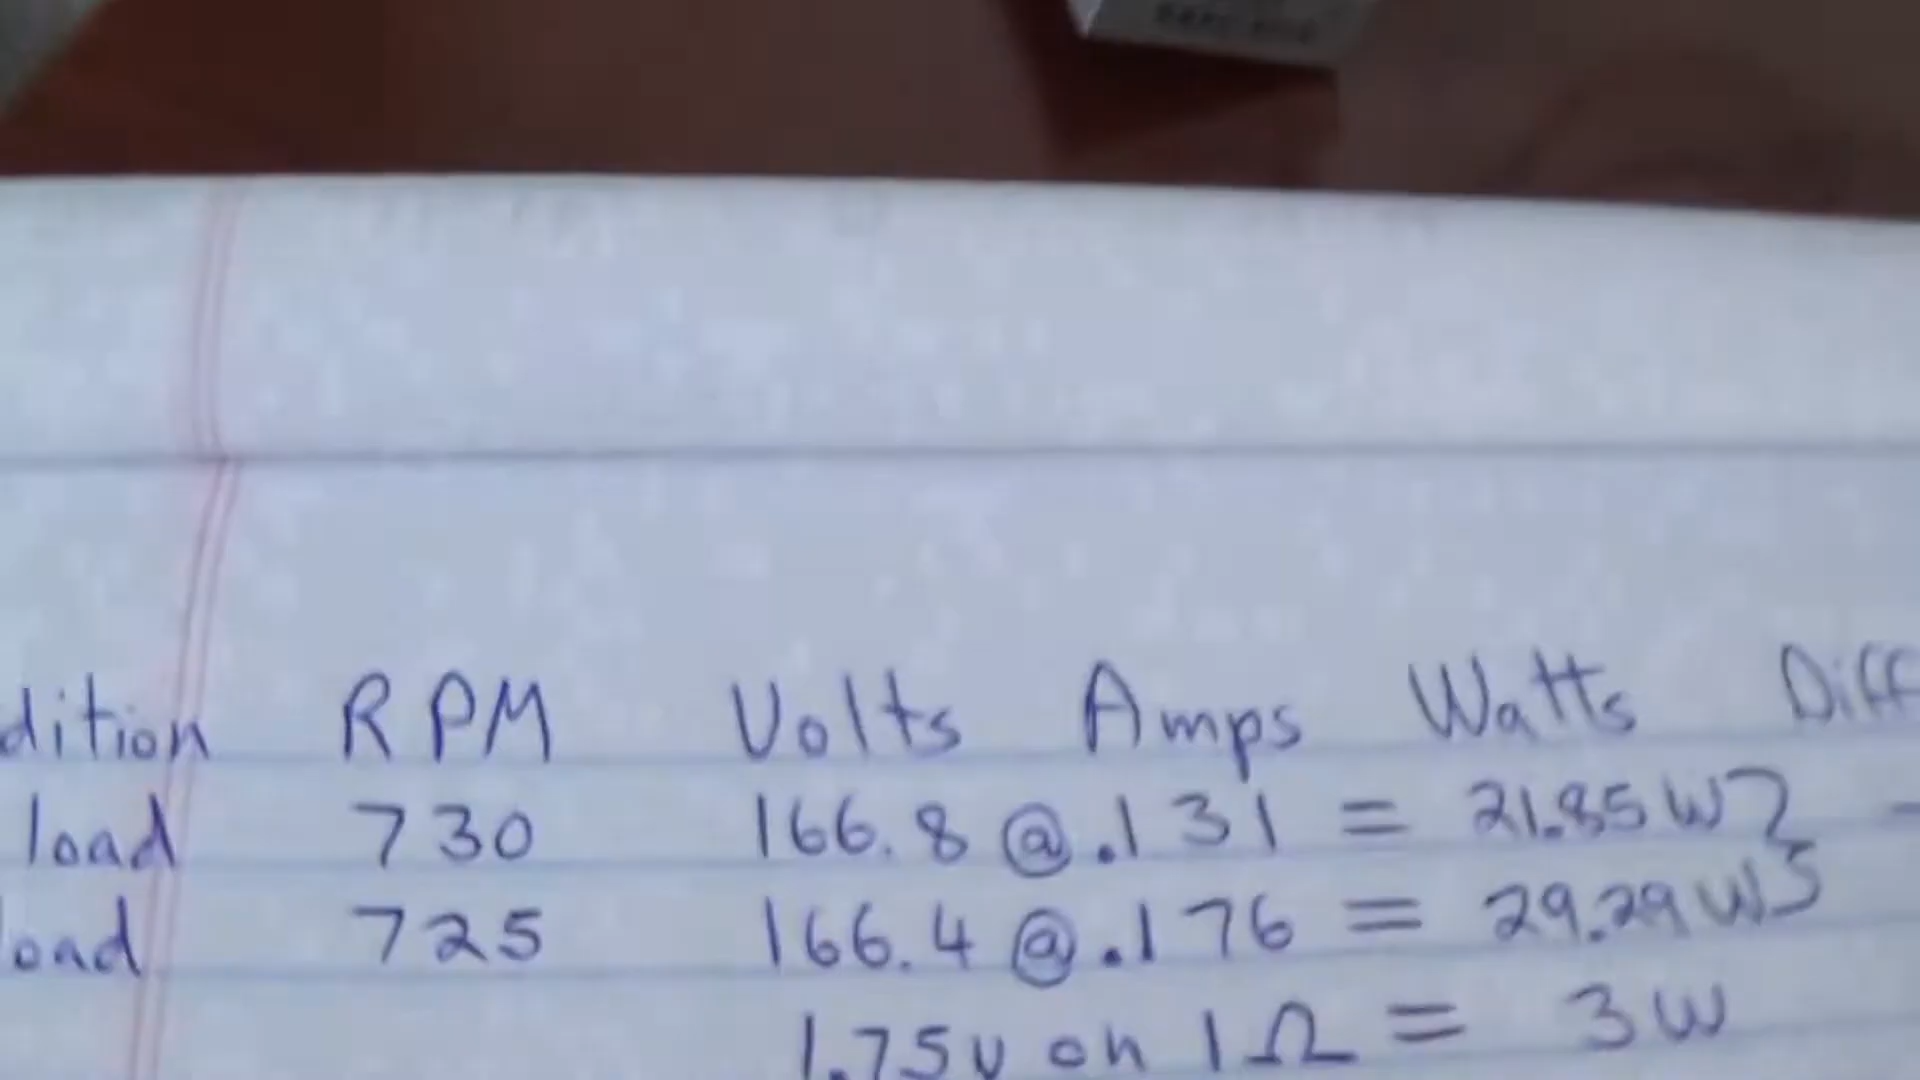 dition RPM Volts Amps Watts Diff
load 730 166.8 @ .131 = 21.85W
oad 725 166.4 @ .176 = 29.29W
1.75v on 1Ω = 3W